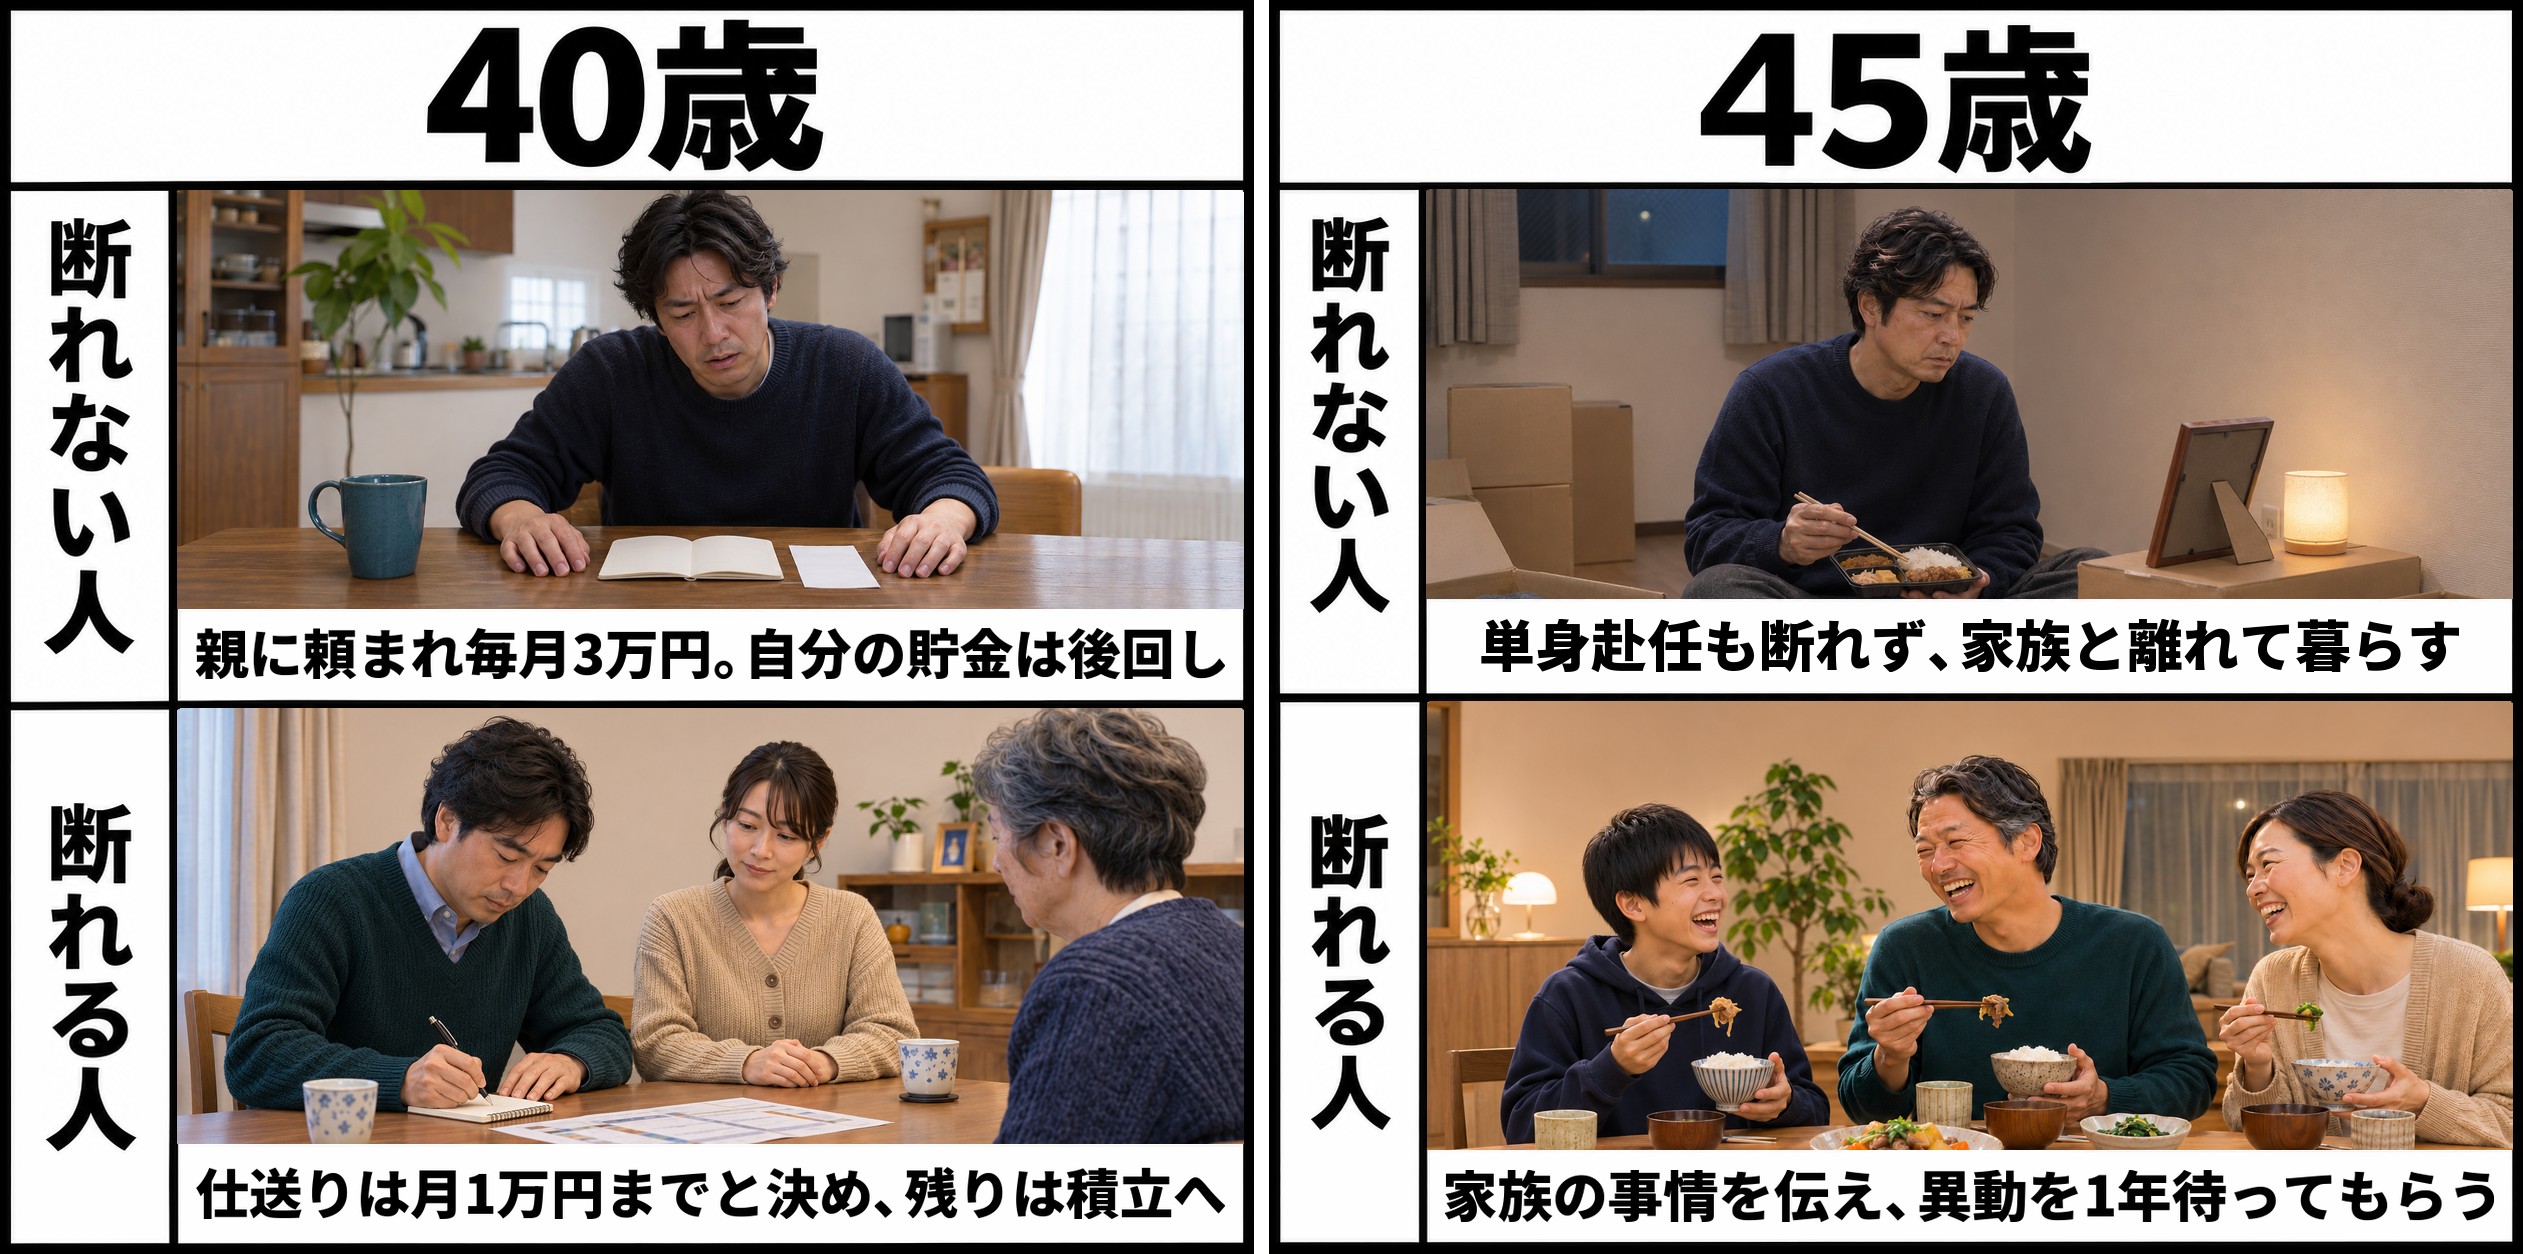 40歳
断れない人
親に頼まれ毎月3万円。自分の貯金は後回し
断れる人
仕送りは月1万円までと決め、残りは積立へ
45歳
断れない人
単身赴任も断れず、家族と離れて暮らす
断れる人
家族の事情を伝え、異動を1年待ってもらう